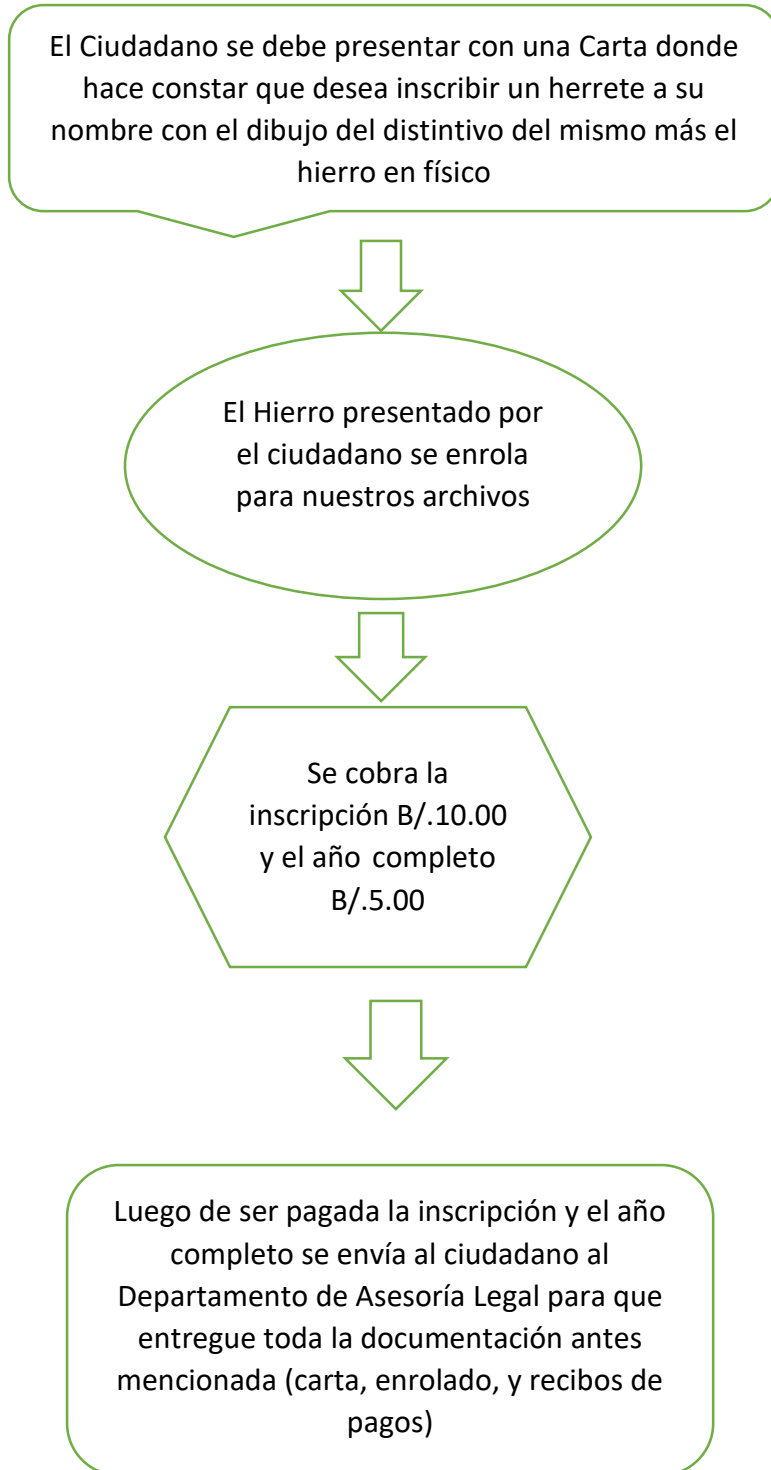 El Ciudadano se debe presentar con una Carta donde
hace constar que desea inscribir un herrete a su
nombre con el dibujo del distintivo del mismo más el
hierro en físico
El Hierro presentado por
el ciudadano se enrola
para nuestros archivos
Se cobra la
inscripción B/.10.00
y el año completo
B/.5.00
Luego de ser pagada la inscripción y el año
completo se envía al ciudadano al
Departamento de Asesoría Legal para que
entregue toda la documentación antes
mencionada (carta, enrolado, y recibos de
pagos)